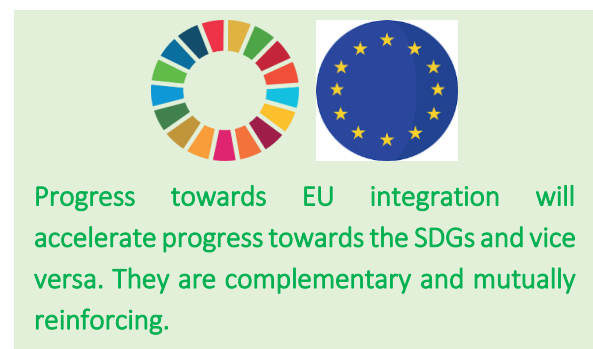 Progress towards EU integration will
accelerate progress towards the SDGs and vice
versa. They are complementary and mutually
reinforcing.